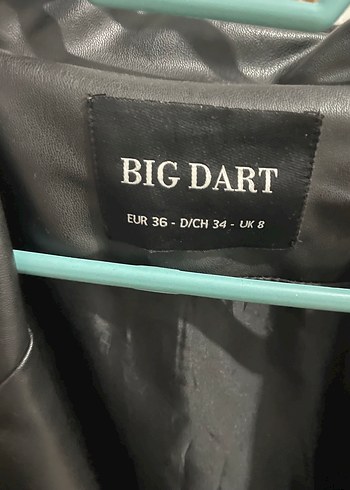 BIG DART
EUR 36 - D/CH 34 - UK 8